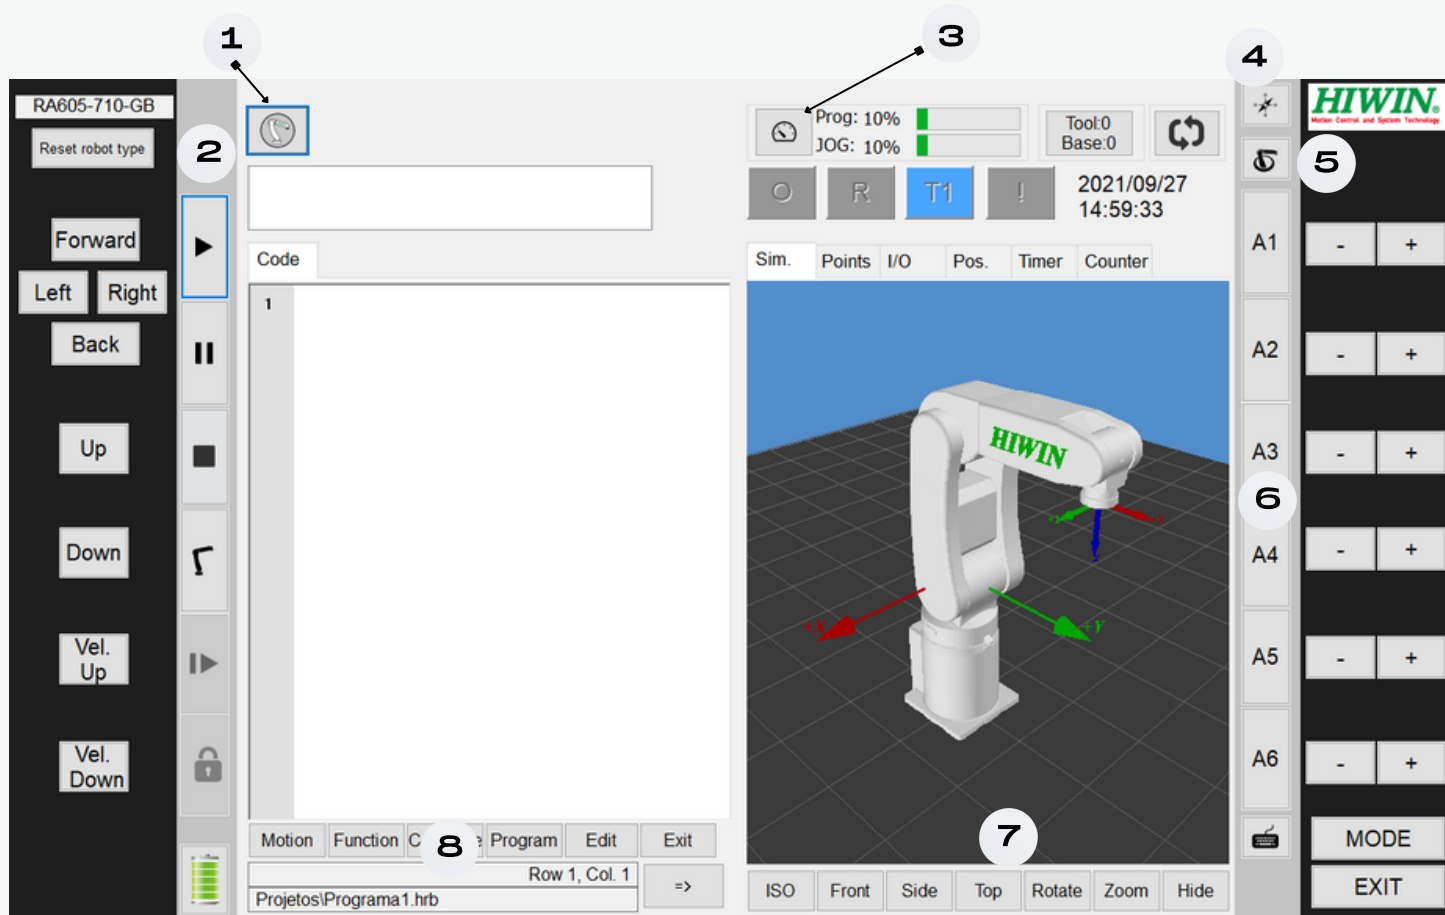 1
3
4
RA605-710-GB
Reset robot type
2
Prog: 10%
JOG: 10%
Tool:0
Base:0
HIWIN®
Motion Control and System Technology
5
O
R
T1
!
2021/09/27
14:59:33
Forward
Left
Right
Back
Up
Down
Vel.
Up
Vel.
Down
Code
1
Sim.
Points
I/O
Pos.
Timer
Counter
HIWIN
+X
+Y
A1
- +
A2
- +
A3
- +
6
A4
- +
A5
- +
A6
- +
7
8
Motion
Function
Program
Edit
Exit
Row 1, Col. 1
Projetos\Programa1.hrb
=>
ISO
Front
Side
Top
Rotate
Zoom
Hide
MODE
EXIT